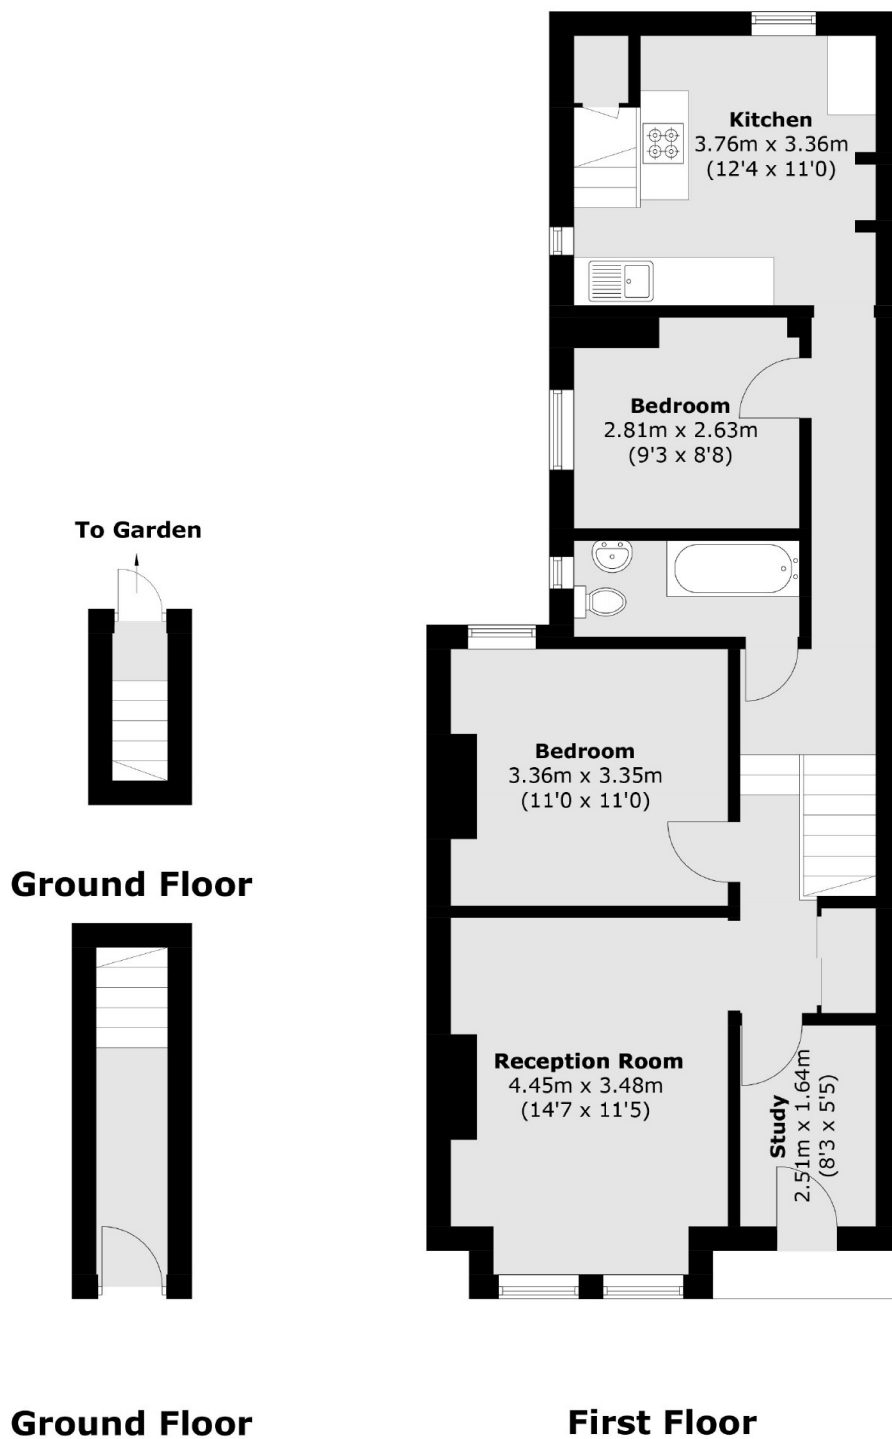 Kitchen
3.76m x 3.36m
(12'4 x 11'0)
Bedroom
2.81m x 2.63m
(9'3 x 8'8)
To Garden
Bedroom
3.36m x 3.35m
(11'0 x 11'0)
Ground Floor
Reception Room
4.45m x 3.48m
(14'7 x 11'5)
Study
2.51m x 1.64m
(8'3 x 5'5)
Ground Floor
First Floor